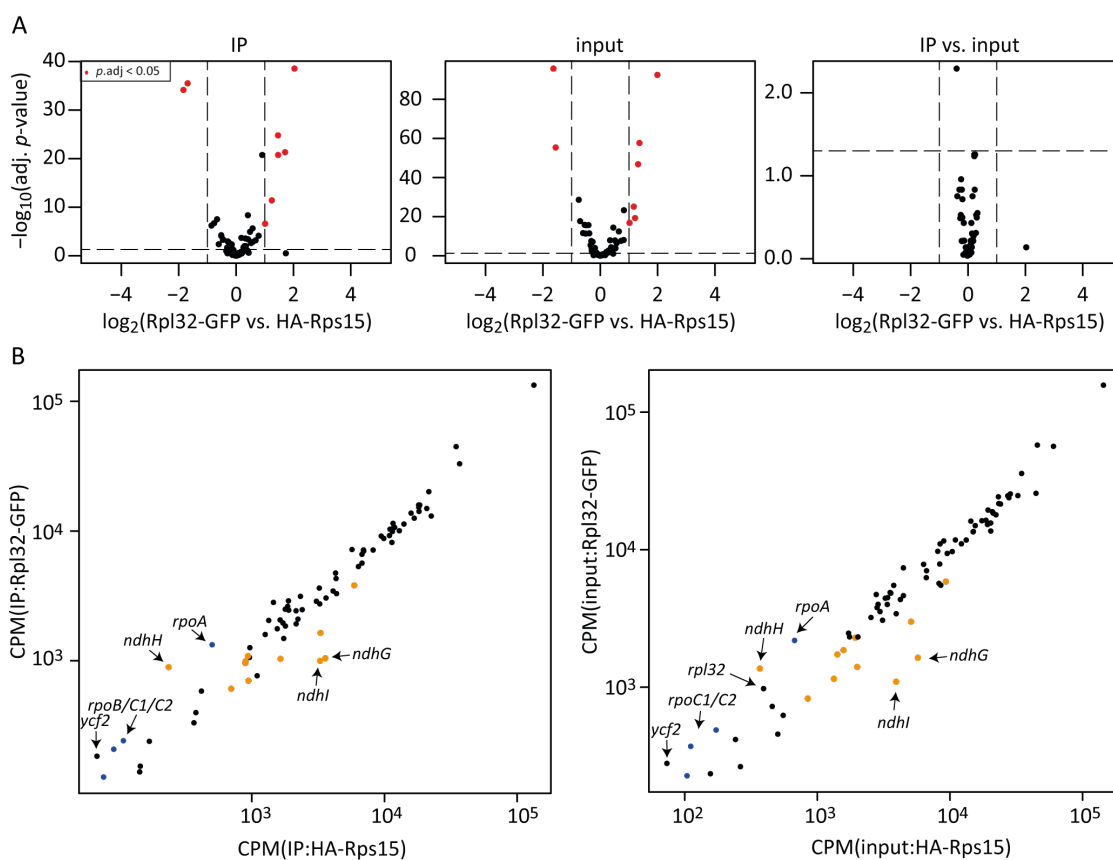 A
IP
input
IP vs. input
p.adj < 0.05
−log10(adj. p-value)
40
30
20
10
0
80
60
40
20
0
2.0
1.0
0.0
−4 −2 0 2 4
−4 −2 0 2 4
−4 −2 0 2 4
log2(Rpl32-GFP vs. HA-Rps15)
log2(Rpl32-GFP vs. HA-Rps15)
log2(Rpl32-GFP vs. HA-Rps15)
B
CPM(IP:Rpl32-GFP)
10^5
10^4
10^3
rpoA
ndhH
ndhG
ndhI
rpoB/C1/C2
ycf2
10^3 10^4 10^5
CPM(IP:HA-Rps15)
CPM(input:Rpl32-GFP)
10^5
10^4
10^3
rpoA
ndhH
rpl32
ndhG
rpoC1/C2
ndhI
ycf2
10^2 10^3 10^4 10^5
CPM(input:HA-Rps15)